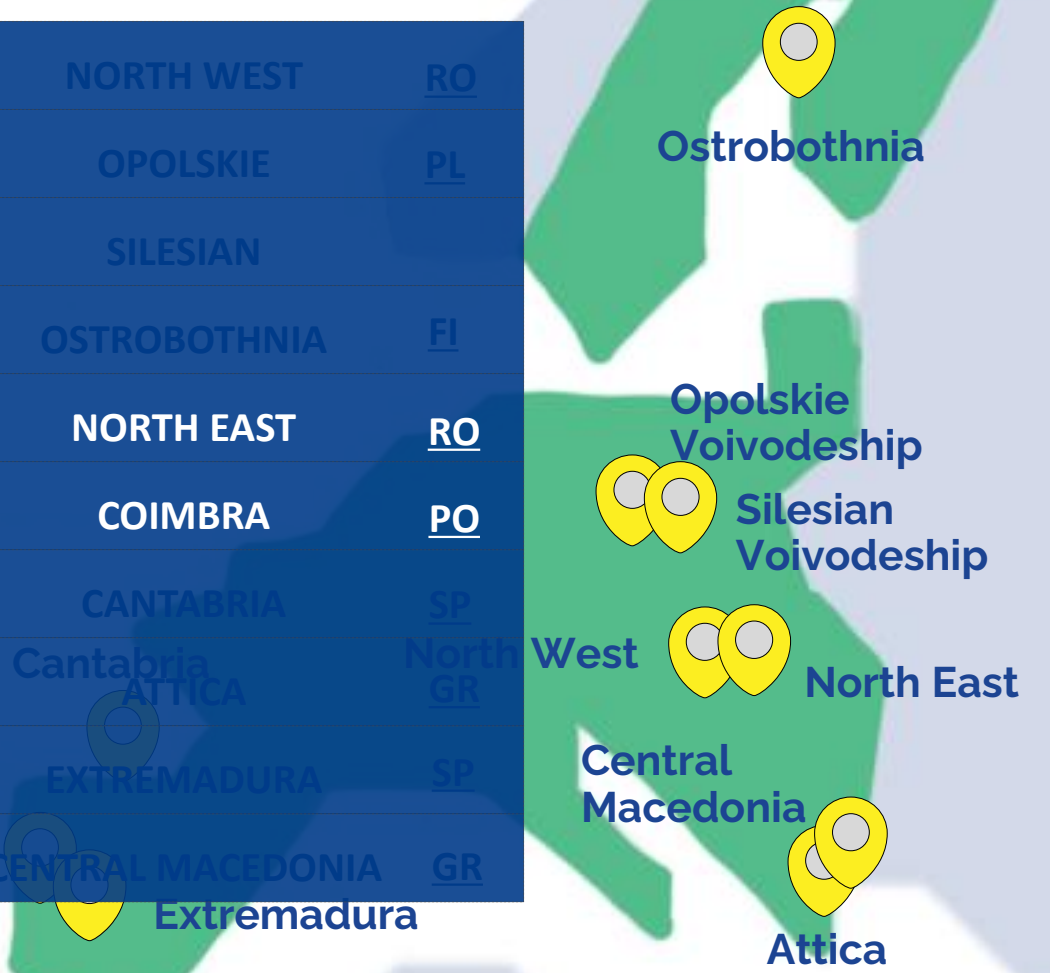 NORTH WEST RO
OPOLSKIE PL
SILESIAN
OSTROBOTHNIA FI
NORTH EAST RO
COIMBRA PO
CANTABRIA SP
ATTICA GR
EXTREMADURA SP
CENTRAL MACEDONIA GR
Ostrobothnia
Opolskie
Voivodeship
Silesian
Voivodeship
Cantabria
North West
North East
Central
Macedonia
Extremadura
Attica